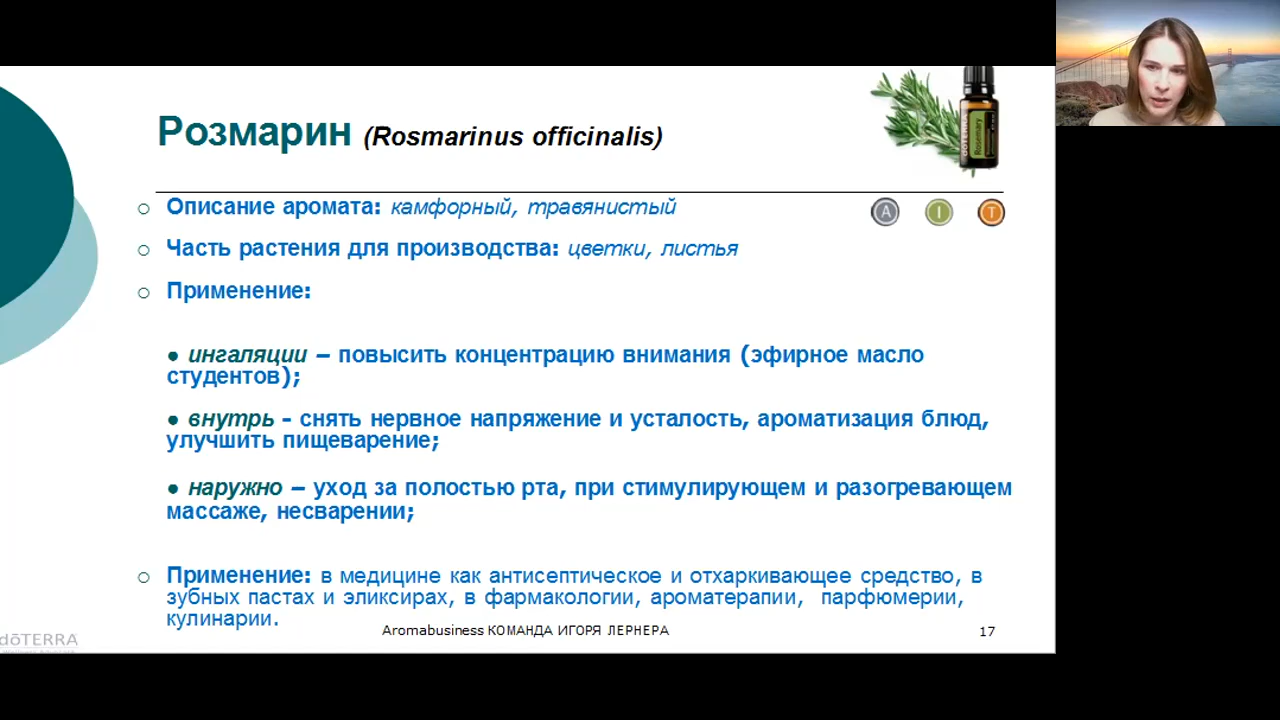 Розмарин (Rosmarinus officinalis)
doTERRA
Rosemary
A I T
Описание аромата: камфорный, травянистый
Часть растения для производства: цветки, листья
Применение:
● ингаляции – повысить концентрацию внимания (эфирное масло
студентов);
● внутрь - снять нервное напряжение и усталость, ароматизация блюд,
улучшить пищеварение;
● наружно – уход за полостью рта, при стимулирующем и разогревающем
массаже, несварении;
Применение: в медицине как антисептическое и отхаркивающее средство, в
зубных пастах и эликсирах, в фармакологии, ароматерапии, парфюмерии,
кулинарии.
Aromabusiness КОМАНДА ИГОРЯ ЛЕРНЕРА
17
dōTERRA